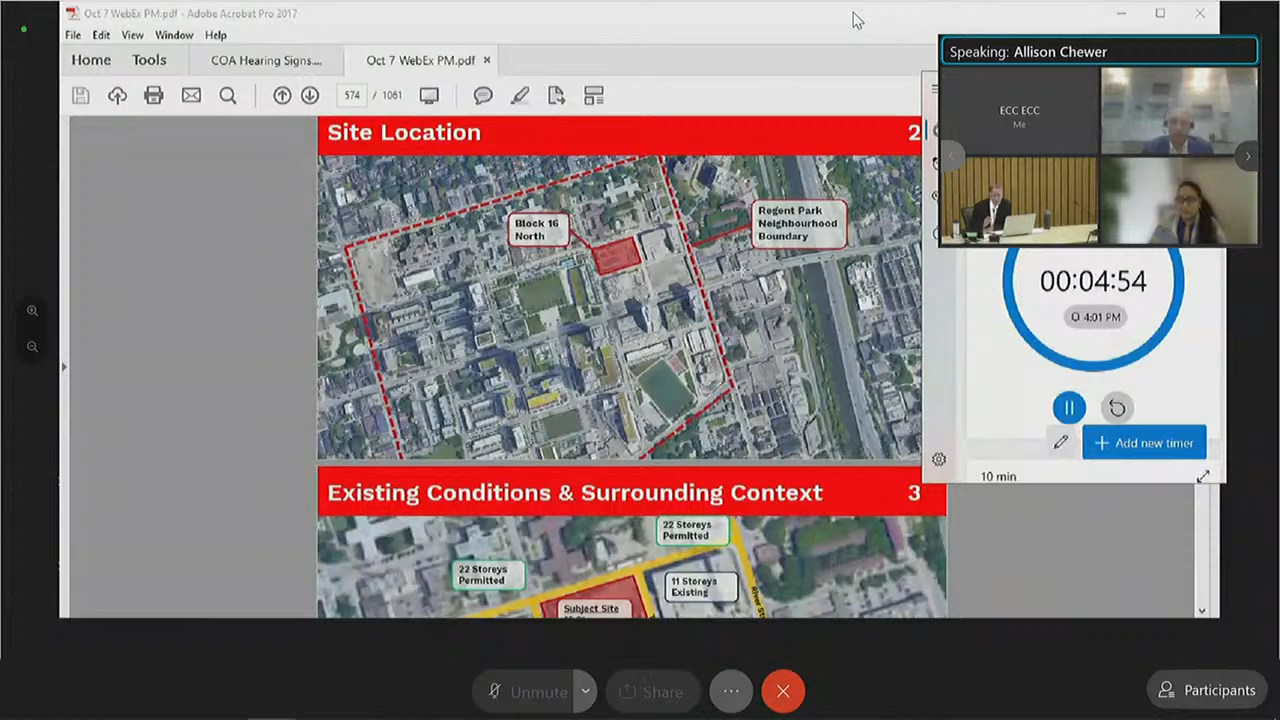 Oct 7 WebEx PM.pdf - Adobe Acrobat Pro 2017
File Edit View Window Help
Home Tools COA Hearing Signs.... Oct 7 WebEx PM.pdf ×
574 / 1061
Speaking: Allison Chewer
ECC ECC
Me
Site Location 2
Block 16
North
Regent Park
Neighbourhood
Boundary
00:04:54
4:01 PM
Add new timer
10 min
Existing Conditions & Surrounding Context 3
22 Storeys
Permitted
22 Storeys
Permitted
11 Storeys
Existing
Subject Site
Unmute Share ... Participants